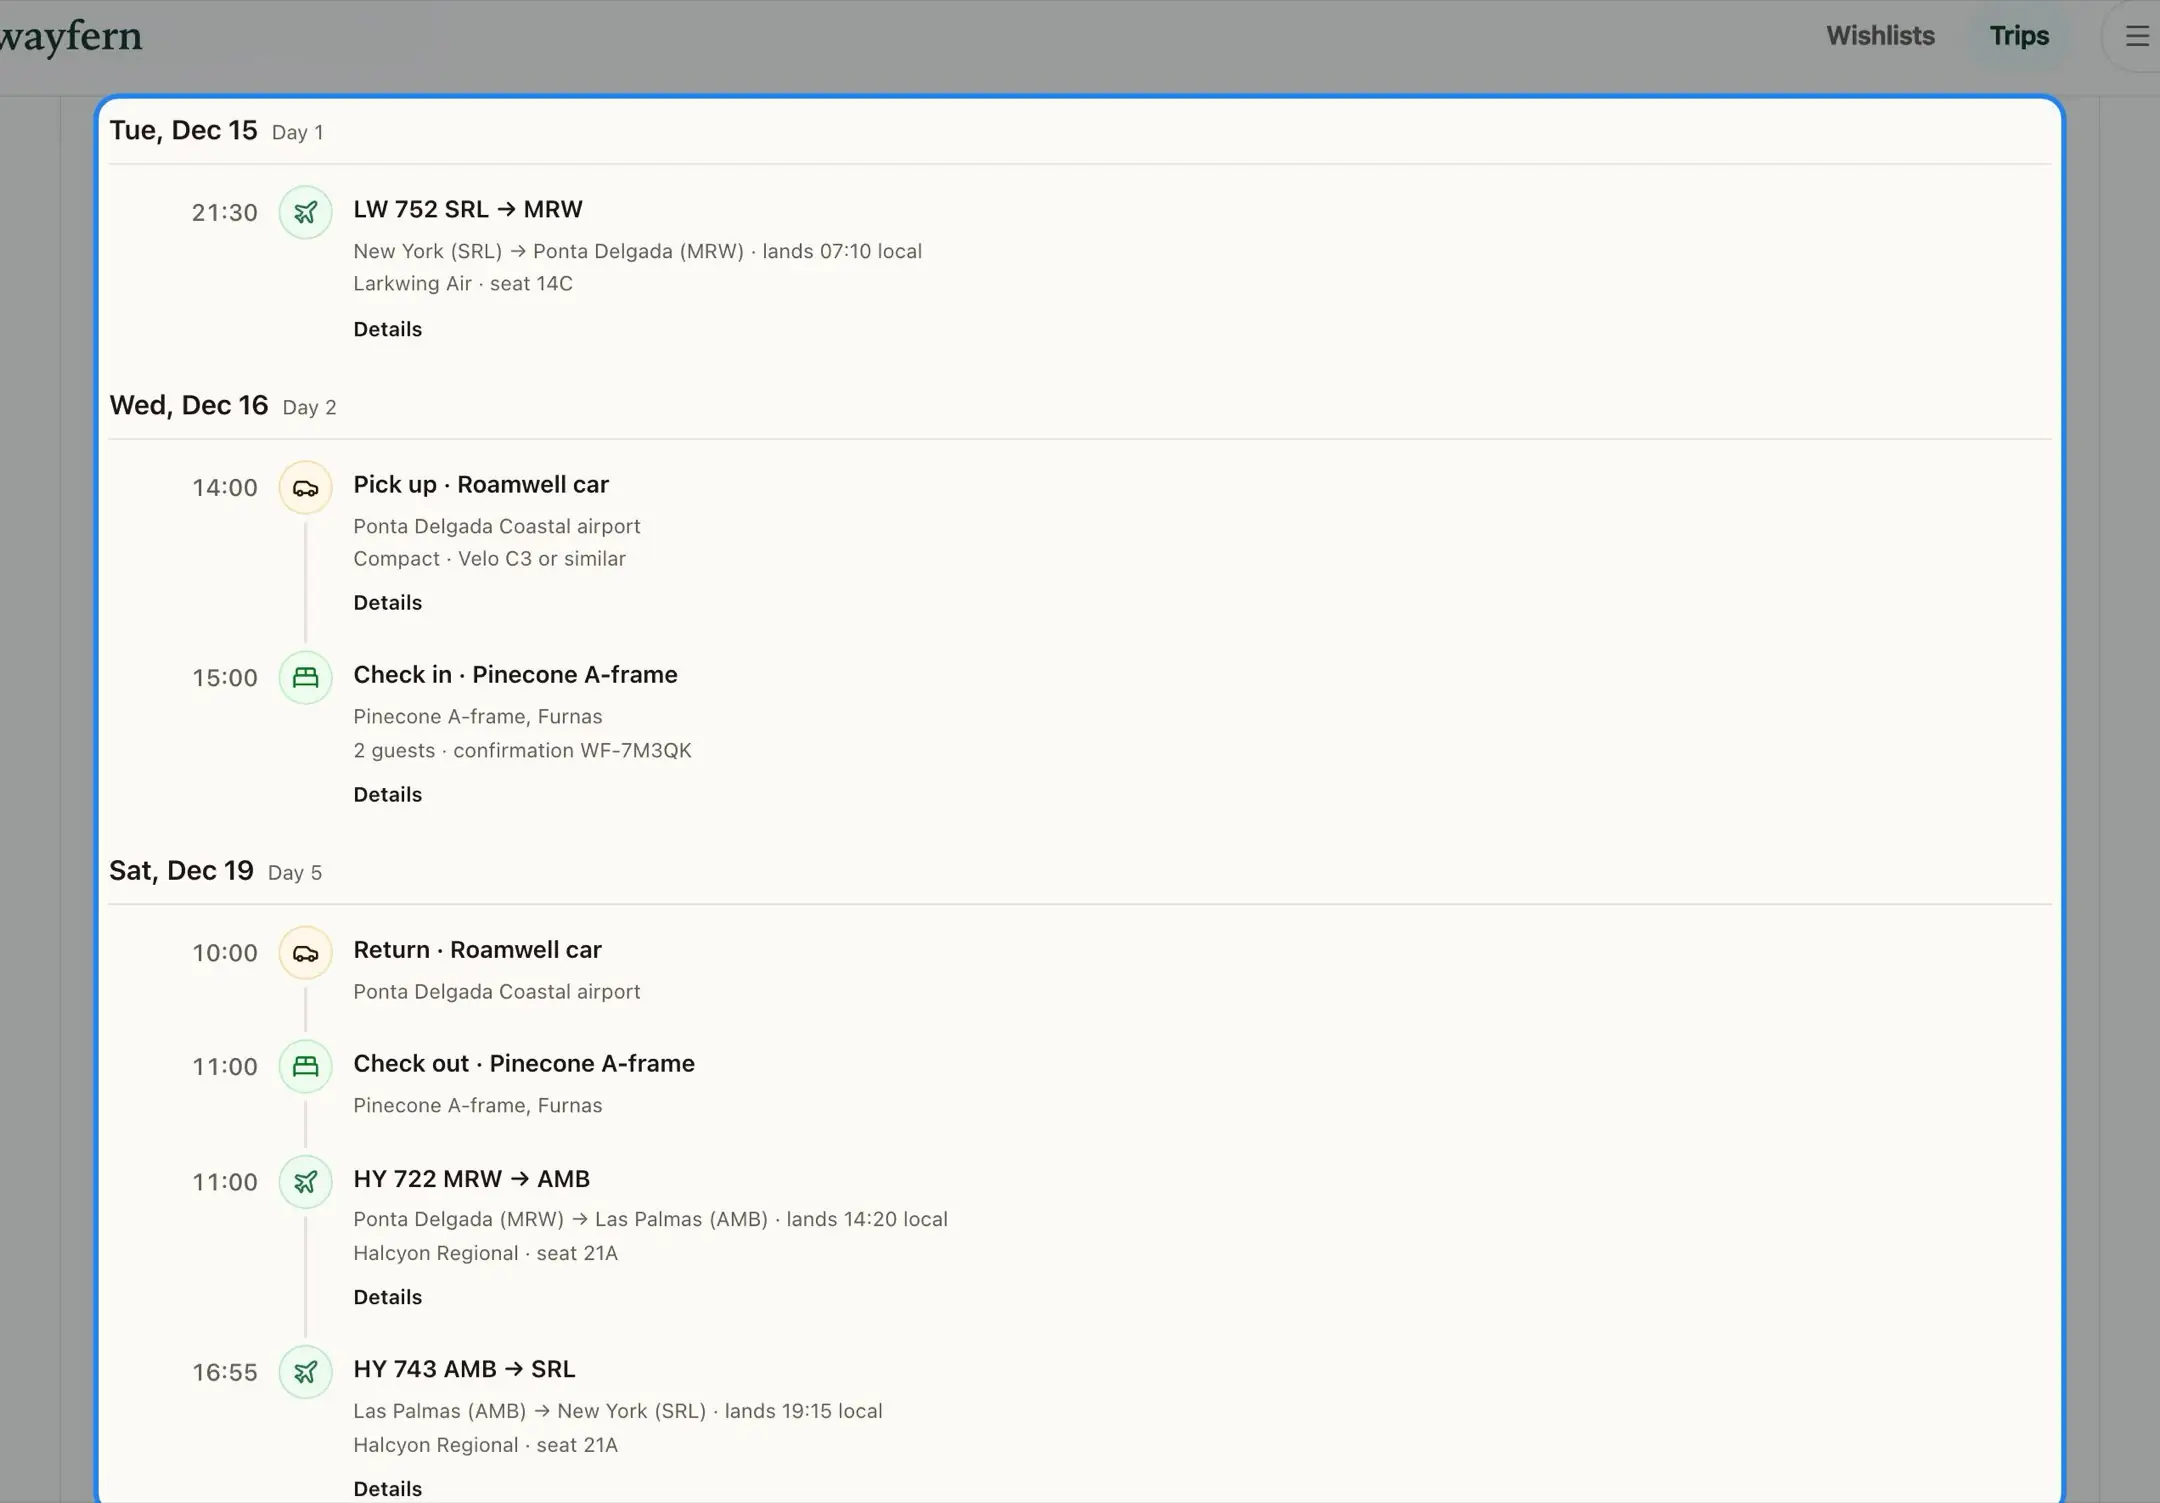 wayfern
Wishlists
Trips
Tue, Dec 15 Day 1
21:30
LW 752 SRL → MRW
New York (SRL) → Ponta Delgada (MRW) · lands 07:10 local
Larkwing Air · seat 14C
Details
Wed, Dec 16 Day 2
14:00
Pick up · Roamwell car
Ponta Delgada Coastal airport
Compact · Velo C3 or similar
Details
15:00
Check in · Pinecone A-frame
Pinecone A-frame, Furnas
2 guests · confirmation WF-7M3QK
Details
Sat, Dec 19 Day 5
10:00
Return · Roamwell car
Ponta Delgada Coastal airport
11:00
Check out · Pinecone A-frame
Pinecone A-frame, Furnas
11:00
HY 722 MRW → AMB
Ponta Delgada (MRW) → Las Palmas (AMB) · lands 14:20 local
Halcyon Regional · seat 21A
Details
16:55
HY 743 AMB → SRL
Las Palmas (AMB) → New York (SRL) · lands 19:15 local
Halcyon Regional · seat 21A
Details